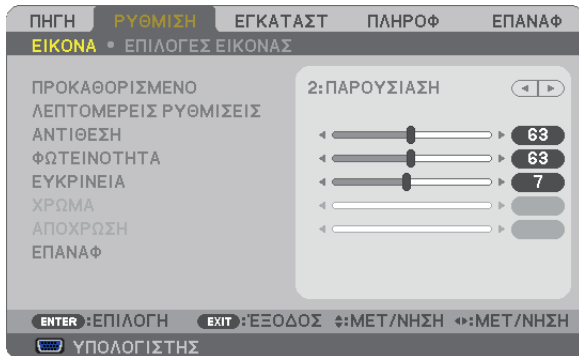 ΠΗΓΗ ΡΥΘΜΙΣΗ ΕΓΚΑΤΑΣΤ ΠΛΗΡΟΦ ΕΠΑΝΑΦ
ΕΙΚΟΝΑ • ΕΠΙΛΟΓΕΣ ΕΙΚΟΝΑΣ
ΠΡΟΚΑΘΟΡΙΣΜΕΝΟ 2:ΠΑΡΟΥΣΙΑΣΗ
ΛΕΠΤΟΜΕΡΕΙΣ ΡΥΘΜΙΣΕΙΣ
ΑΝΤΙΘΕΣΗ 63
ΦΩΤΕΙΝΟΤΗΤΑ 63
ΕΥΚΡΙΝΕΙΑ 7
ΧΡΩΜΑ
ΑΠΟΧΡΩΣΗ
ΕΠΑΝΑΦ
ENTER :ΕΠΙΛΟΓΗ EXIT :ΈΞΟΔΟΣ :ΜΕΤ/ΝΗΣΗ :ΜΕΤ/ΝΗΣΗ
ΥΠΟΛΟΓΙΣΤΗΣ